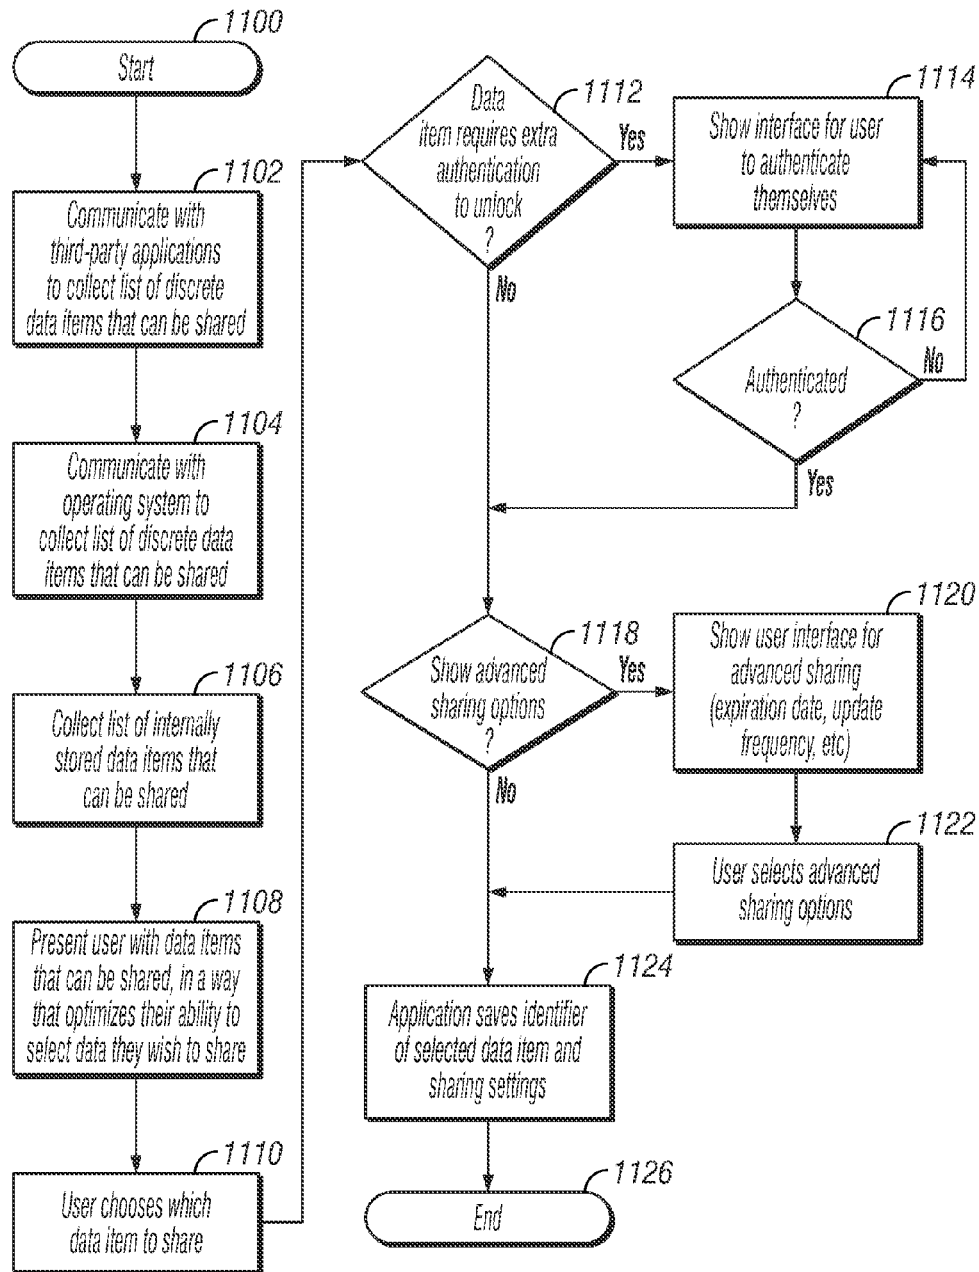 1100
Start
1102
Communicate with
third-party applications
to collect list of discrete
data items that can be shared
1104
Communicate with
operating system to
collect list of discrete data
items that can be shared
1106
Collect list of internally
stored data items that
can be shared
1108
Present user with data items
that can be shared, in a way
that optimizes their ability to
select data they wish to share
1110
User chooses which
data item to share
1112
Data
item requires extra
authentication
to unlock
?
Yes
No
1114
Show interface for user
to authenticate
themselves
1116
Authenticated
?
No
Yes
1118
Show advanced
sharing options
?
Yes
No
1120
Show user interface for
advanced sharing
(expiration date, update
frequency, etc)
1122
User selects advanced
sharing options
1124
Application saves identifier
of selected data item and
sharing settings
1126
End